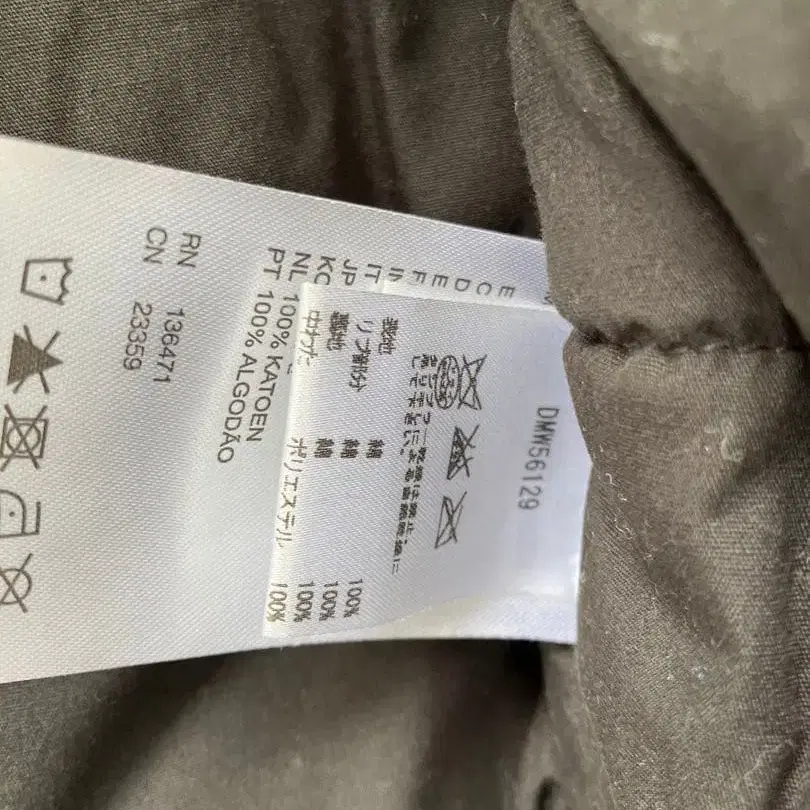 DMW56129
表地 綿 100%
リブ部分 綿 100%
裏地 綿 100%
中わた ポリエステル 100%
IT
JP
NL 100% KATOEN
PT 100% ALGODÃO
RN 136471
CN 23359